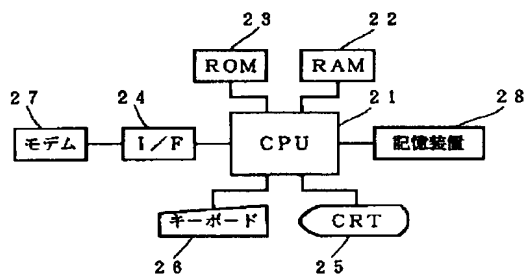 ２３
２２
ROM
RAM
２７
２４
２１
２８
モデム
I／F
CPU
記憶装置
キーボード
CRT
２６
２５